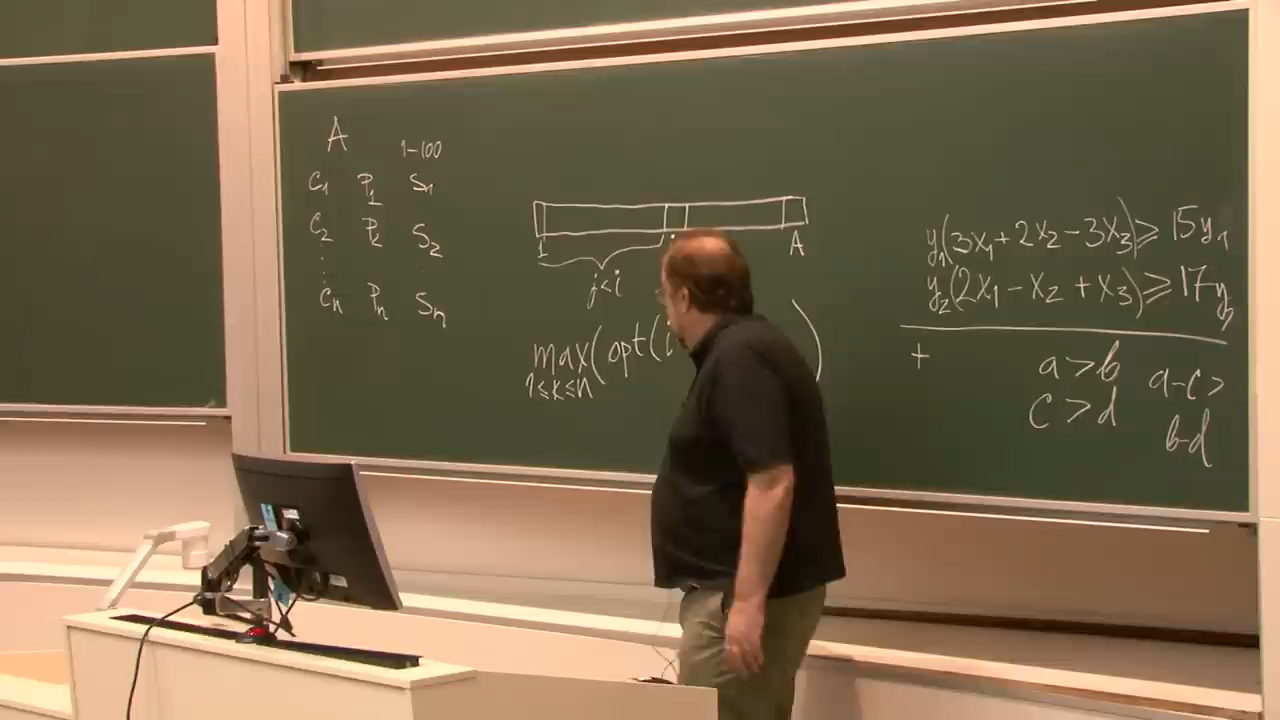 A
1-100
C₁ P₁ S₁
C₂ P₂ S₂
⋮
Cₙ Pₙ Sₙ
1 A
j<i
max(opt(i )
1≤k≤n
y₁(3x₁+2x₂-3x₃)≥15y₁
y₂(2x₁-x₂+x₃)≥17y₂
+
a>b a-c>
c>d b-d